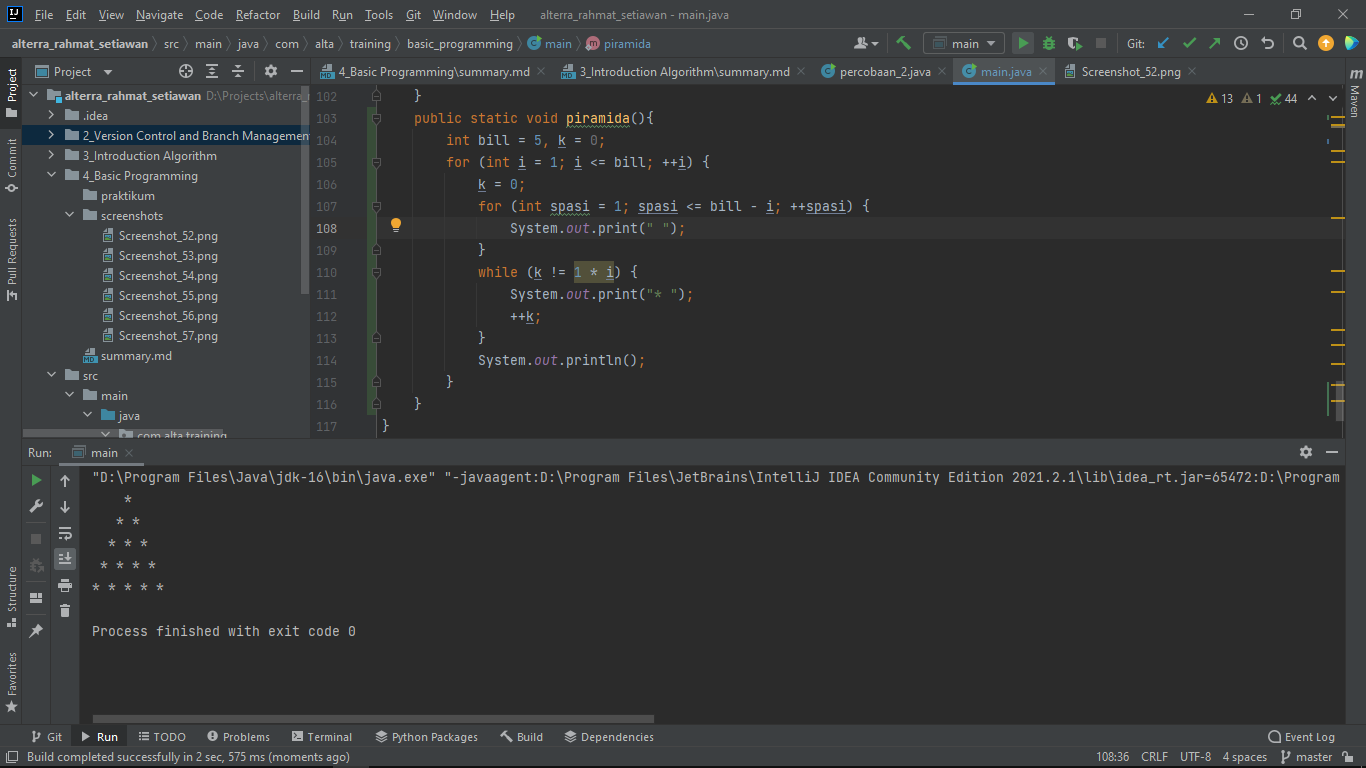 File Edit View Navigate Code Refactor Build Run Tools Git Window Help alterra_rahmat_setiawan - main.java
alterra_rahmat_setiawan src main java com alta training basic_programming main piramida main Git:
Project 4_Basic Programming\summary.md 3_Introduction Algorithm\summary.md percobaan_2.java main.java Screenshot_52.png
Project
Commit
Pull Requests
Structure
Favorites
Maven
alterra_rahmat_setiawan D:\Projects\alterra_
.idea
2_Version Control and Branch Management
3_Introduction Algorithm
4_Basic Programming
praktikum
screenshots
Screenshot_52.png
Screenshot_53.png
Screenshot_54.png
Screenshot_55.png
Screenshot_56.png
Screenshot_57.png
summary.md
src
main
java
com.alta.training
13 1 44
102 }
103 public static void piramida(){
104 int bill = 5, k = 0;
105 for (int i = 1; i <= bill; ++i) {
106 k = 0;
107 for (int spasi = 1; spasi <= bill - i; ++spasi) {
108 System.out.print(" ");
109 }
110 while (k != 1 * i) {
111 System.out.print("* ");
112 ++k;
113 }
114 System.out.println();
115 }
116 }
117 }
Run: main
"D:\Program Files\Java\jdk-16\bin\java.exe" "-javaagent:D:\Program Files\JetBrains\IntelliJ IDEA Community Edition 2021.2.1\lib\idea_rt.jar=65472:D:\Program
*
* *
* * *
* * * *
* * * * *
Process finished with exit code 0
Git Run TODO Problems Terminal Python Packages Build Dependencies Event Log
Build completed successfully in 2 sec, 575 ms (moments ago) 108:36 CRLF UTF-8 4 spaces master